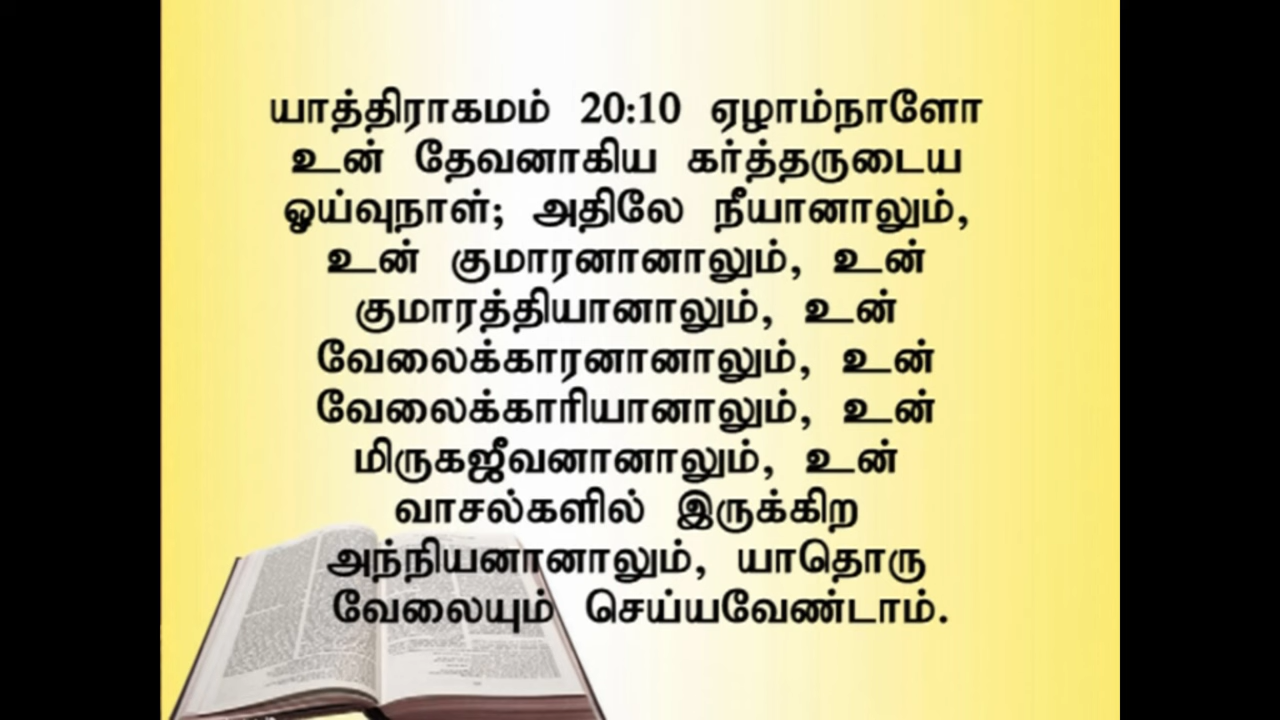 யாத்திராகமம் 20:10 ஏழாம்நாளோ
உன் தேவனாகிய கர்த்தருடைய
ஓய்வுநாள்; அதிலே நீயானாலும்,
உன் குமாரனானாலும், உன்
குமாரத்தியானாலும், உன்
வேலைக்காரனானாலும், உன்
வேலைக்காரியானாலும், உன்
மிருகஜீவனானாலும், உன்
வாசல்களில் இருக்கிற
அந்நியனானாலும், யாதொரு
வேலையும் செய்யவேண்டாம்.